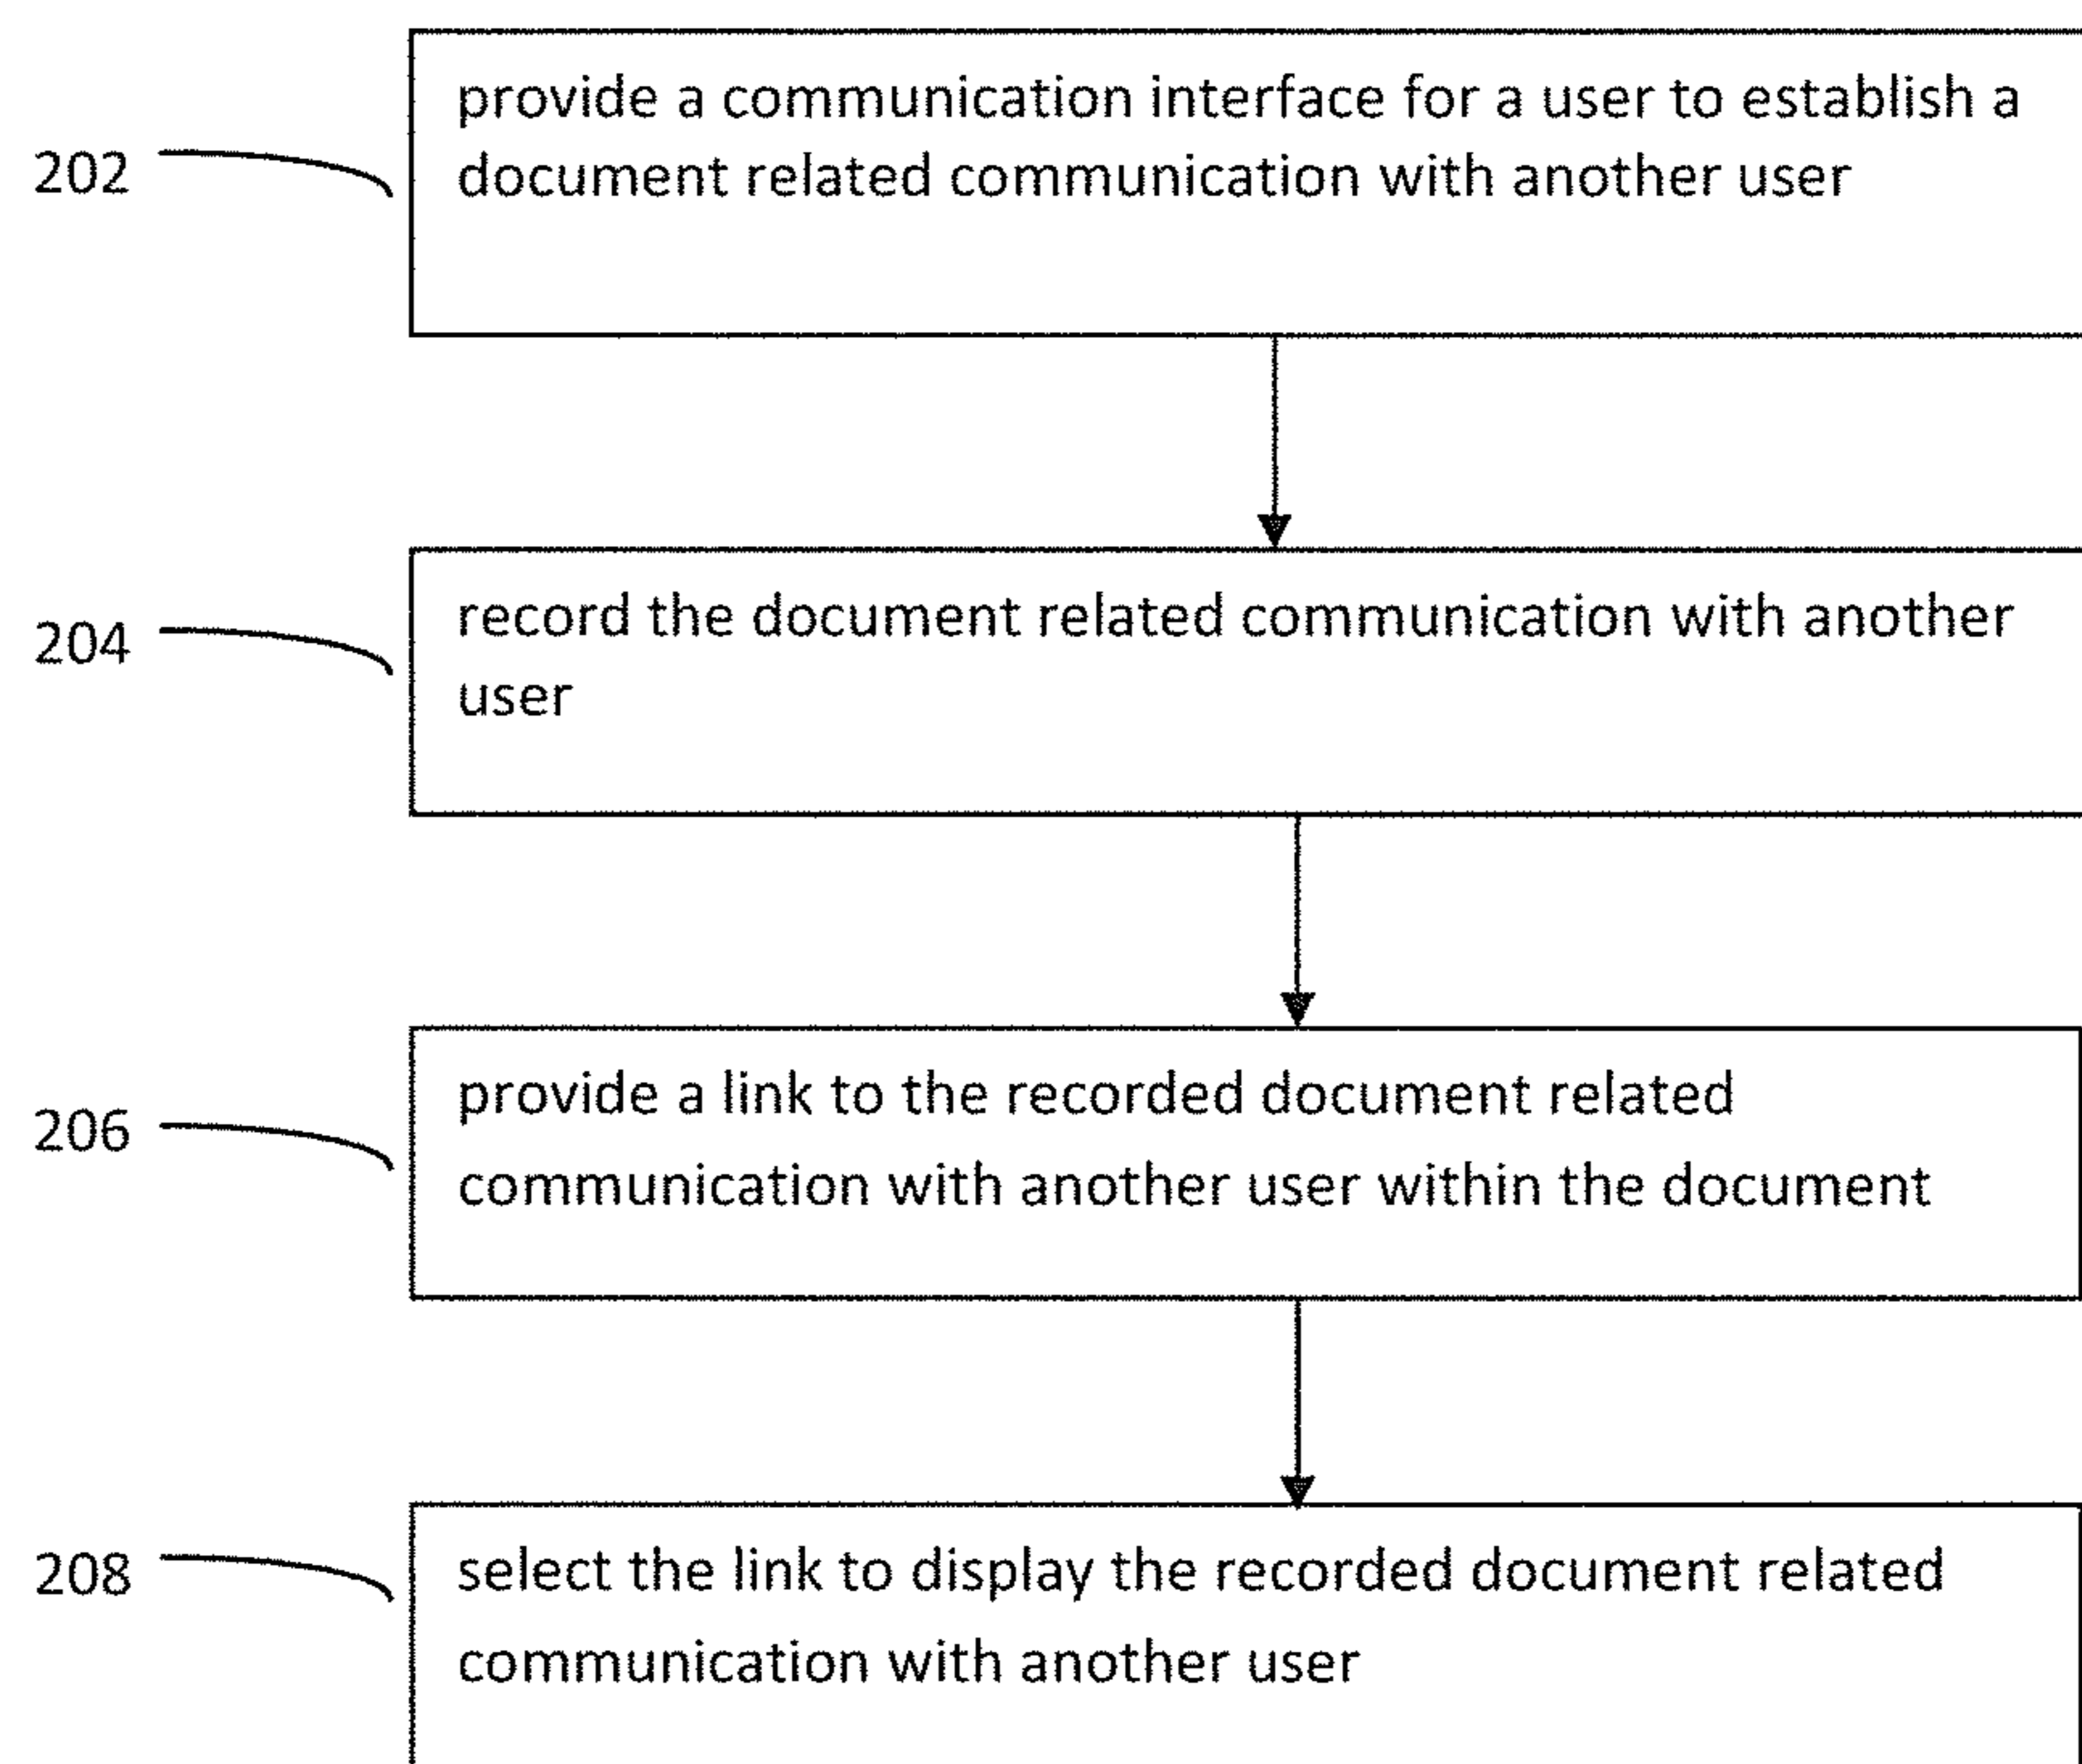 202
provide a communication interface for a user to establish a
document related communication with another user
204
record the document related communication with another
user
206
provide a link to the recorded document related
communication with another user within the document
208
select the link to display the recorded document related
communication with another user